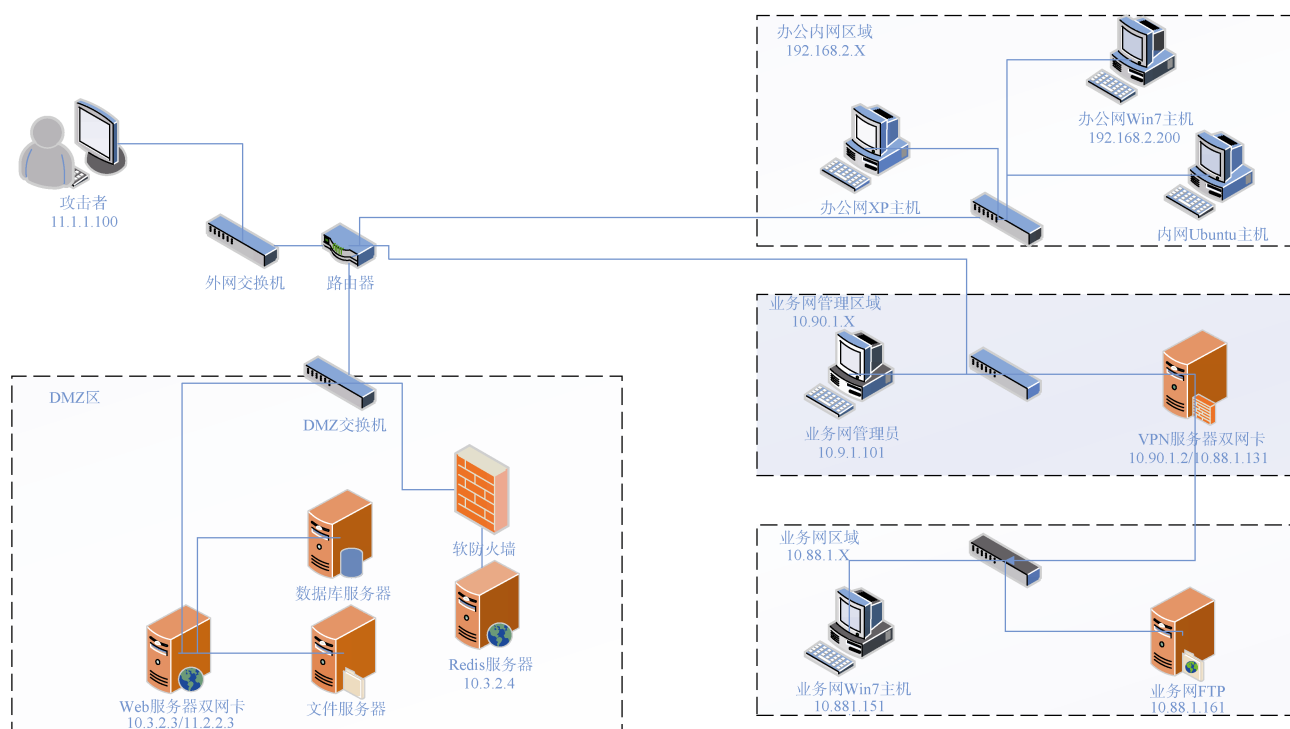 办公内网区域
192.168.2.X
办公网Win7主机
192.168.2.200
办公网XP主机
内网Ubuntu主机
攻击者
11.1.1.100
外网交换机
路由器
业务网管理区域
10.90.1.X
业务网管理员
10.9.1.101
VPN服务器双网卡
10.90.1.2/10.88.1.131
DMZ区
DMZ交换机
软防火墙
数据库服务器
Redis服务器
10.3.2.4
Web服务器双网卡
10.3.2.3/11.2.2.3
文件服务器
业务网区域
10.88.1.X
业务网Win7主机
10.881.151
业务网FTP
10.88.1.161